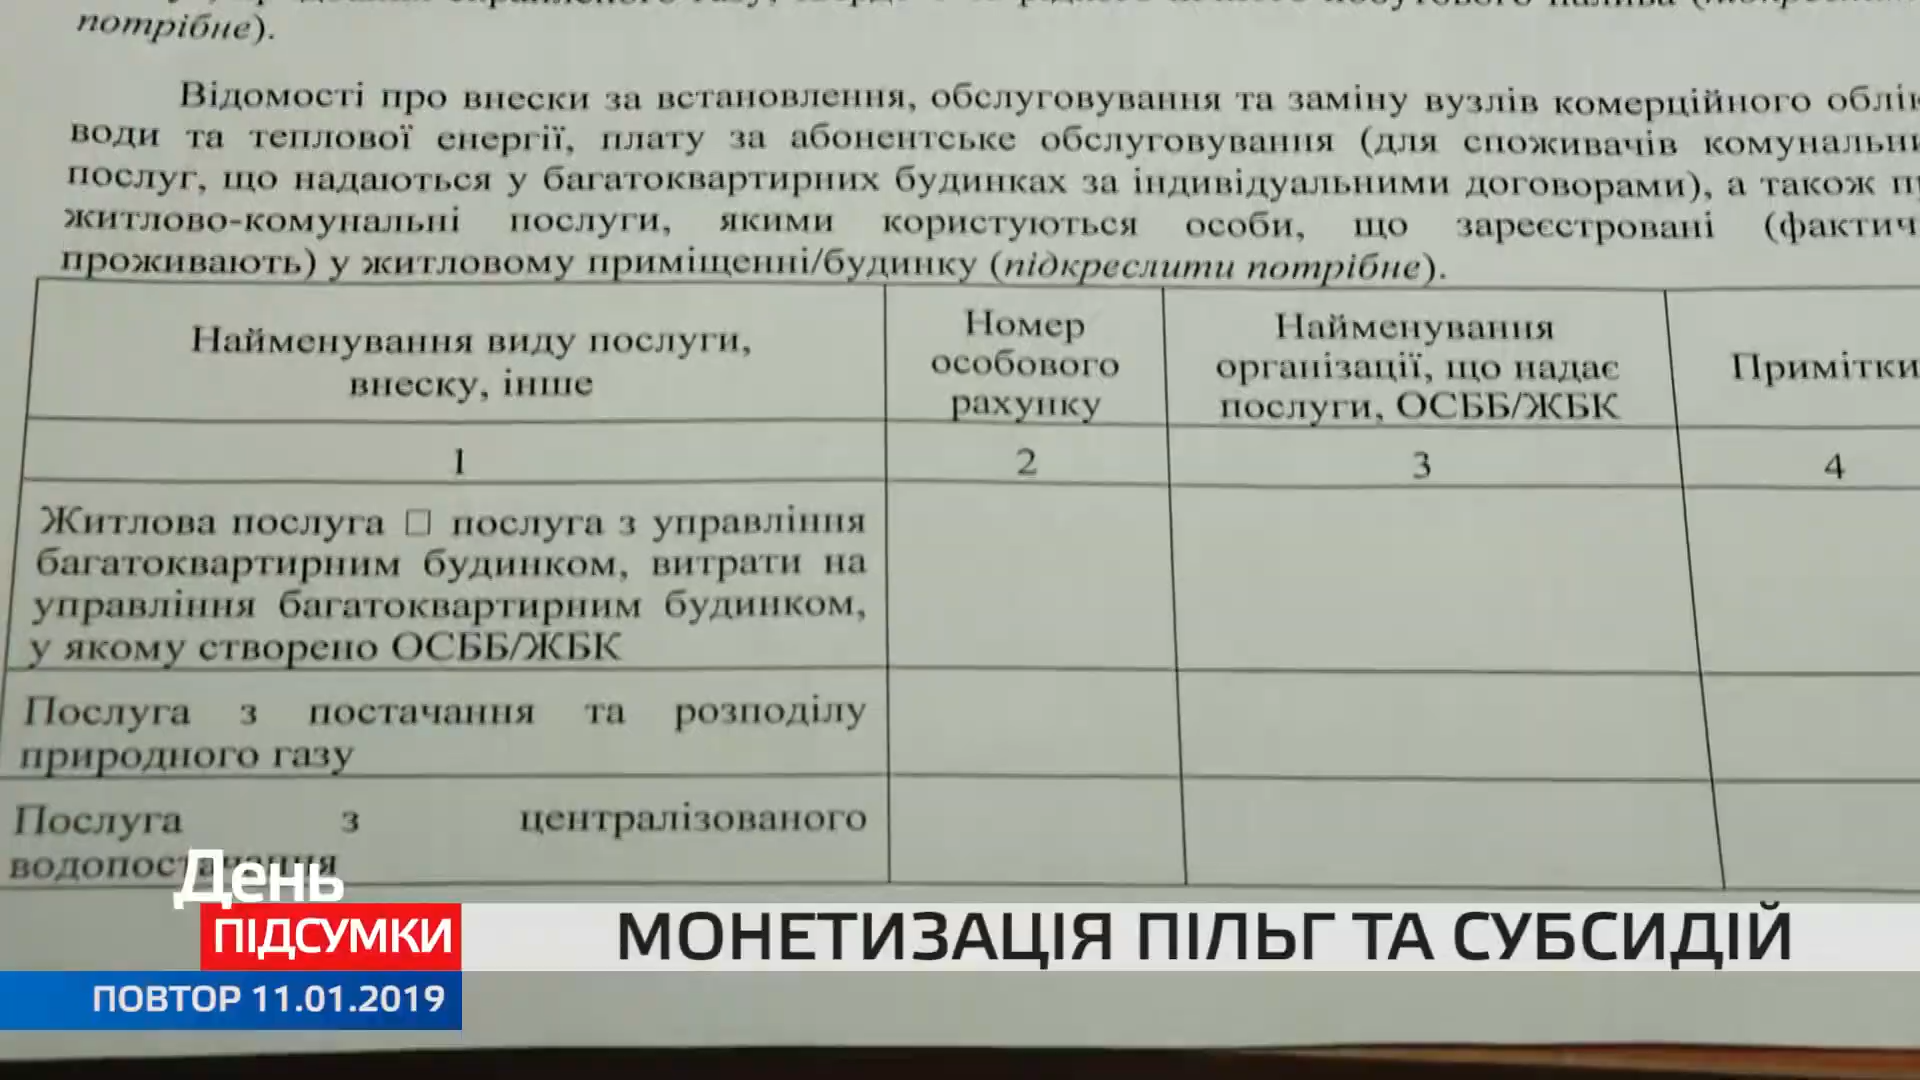 потрібне).
Відомості про внески за встановлення, обслуговування та заміну вузлів комерційного
води та теплової енергії, плату за абонентське обслуговування (для споживачів
послуг, що надаються у багатоквартирних будинках за індивідуальними договорами), а також
житлово-комунальні послуги, якими користуються особи, що зареєстровані
проживають) у житловому приміщенні/будинку (підкреслити потрібне).
Найменування виду послуги,
внеску, інше
Номер
особового
рахунку
Найменування
організації, що надає
послуги, ОСББ/ЖБК
Примітки
1
2
3
4
Житлова послуга □ послуга з управління
багатоквартирним будинком, витрати на
управління багатоквартирним будинком,
у якому створено ОСББ/ЖБК
Послуга з постачання та розподілу
природного газу
Послуга з централізованого
водопостачання
День
ПІДСУМКИ
МОНЕТИЗАЦІЯ ПІЛЬГ ТА СУБСИДІЙ
ПОВТОР 11.01.2019